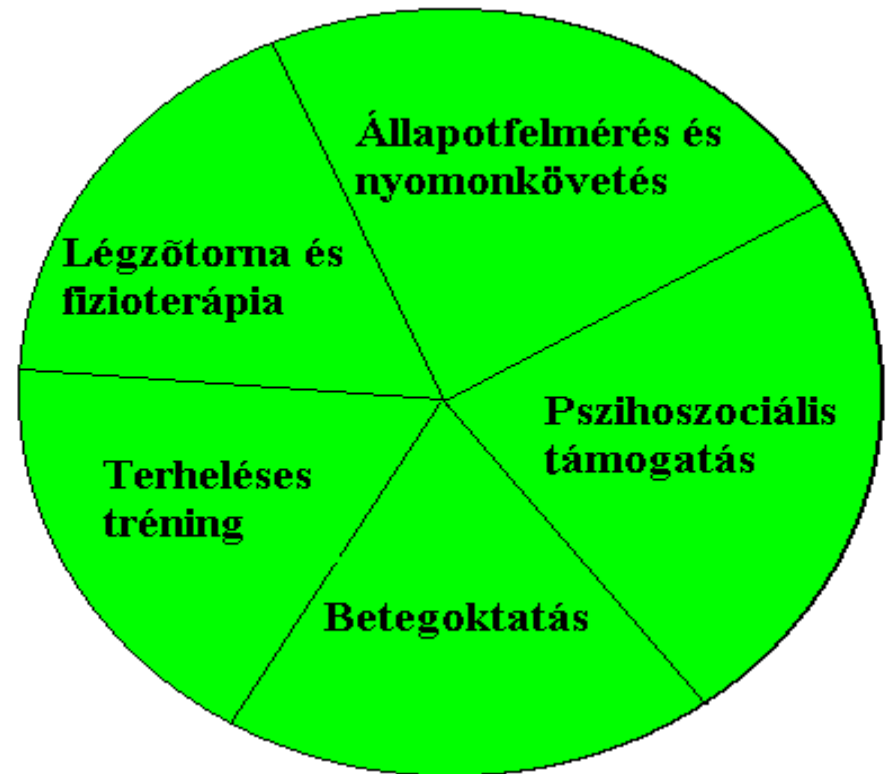 Állapotfelmérés és
nyomonkövetés
Légzõtorna és
fizioterápia
Pszihoszociális
támogatás
Terheléses
tréning
Betegoktatás